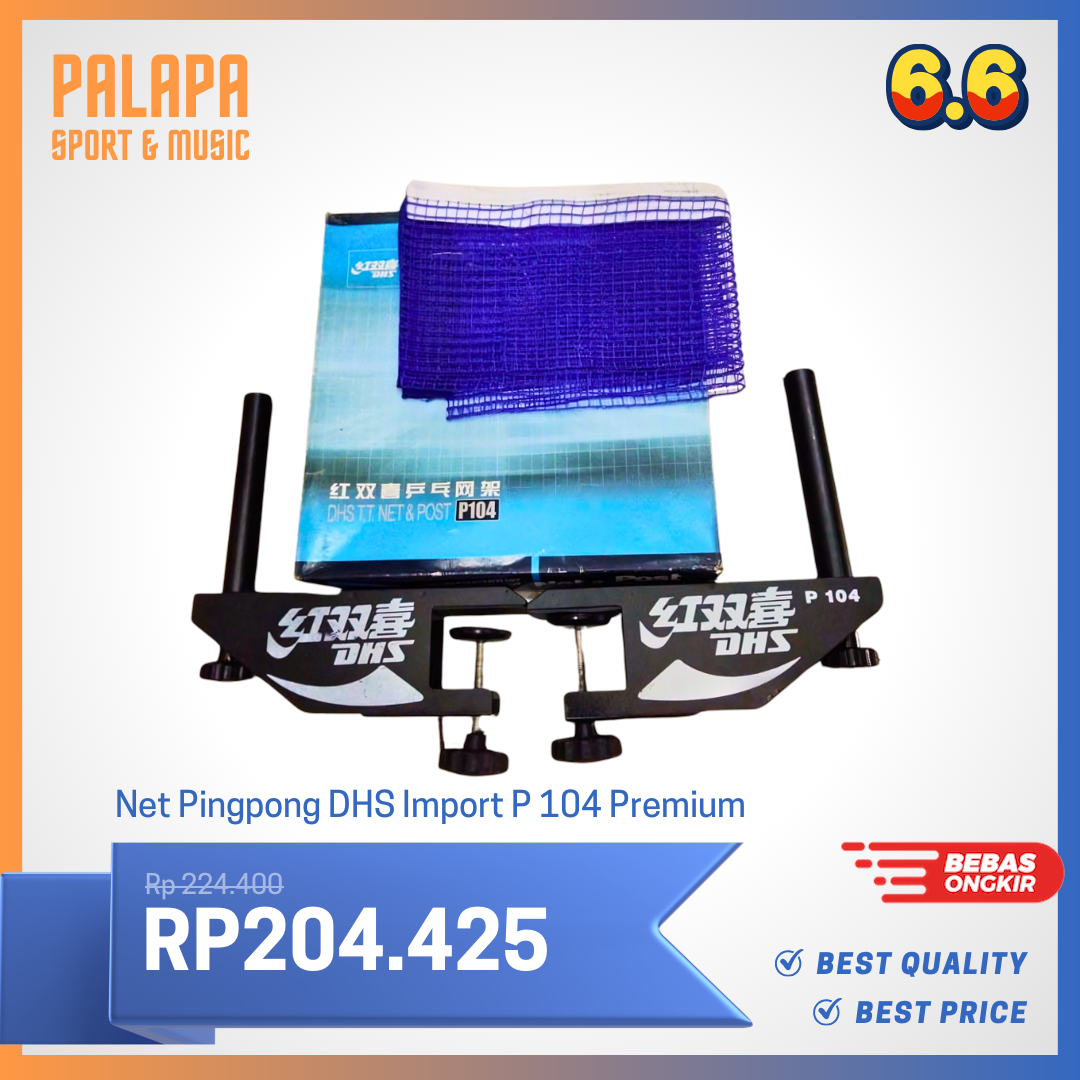 PALAPA
SPORT & MUSIC
6.6
红双喜
DHS
红双喜乒乓网架
DHS T.T. NET & POST P104
Post
红双喜
DHS
红双喜
DHS
P 104
Net Pingpong DHS Import P 104 Premium
Rp 224.400
RP204.425
BEBAS
ONGKIR
BEST QUALITY
BEST PRICE